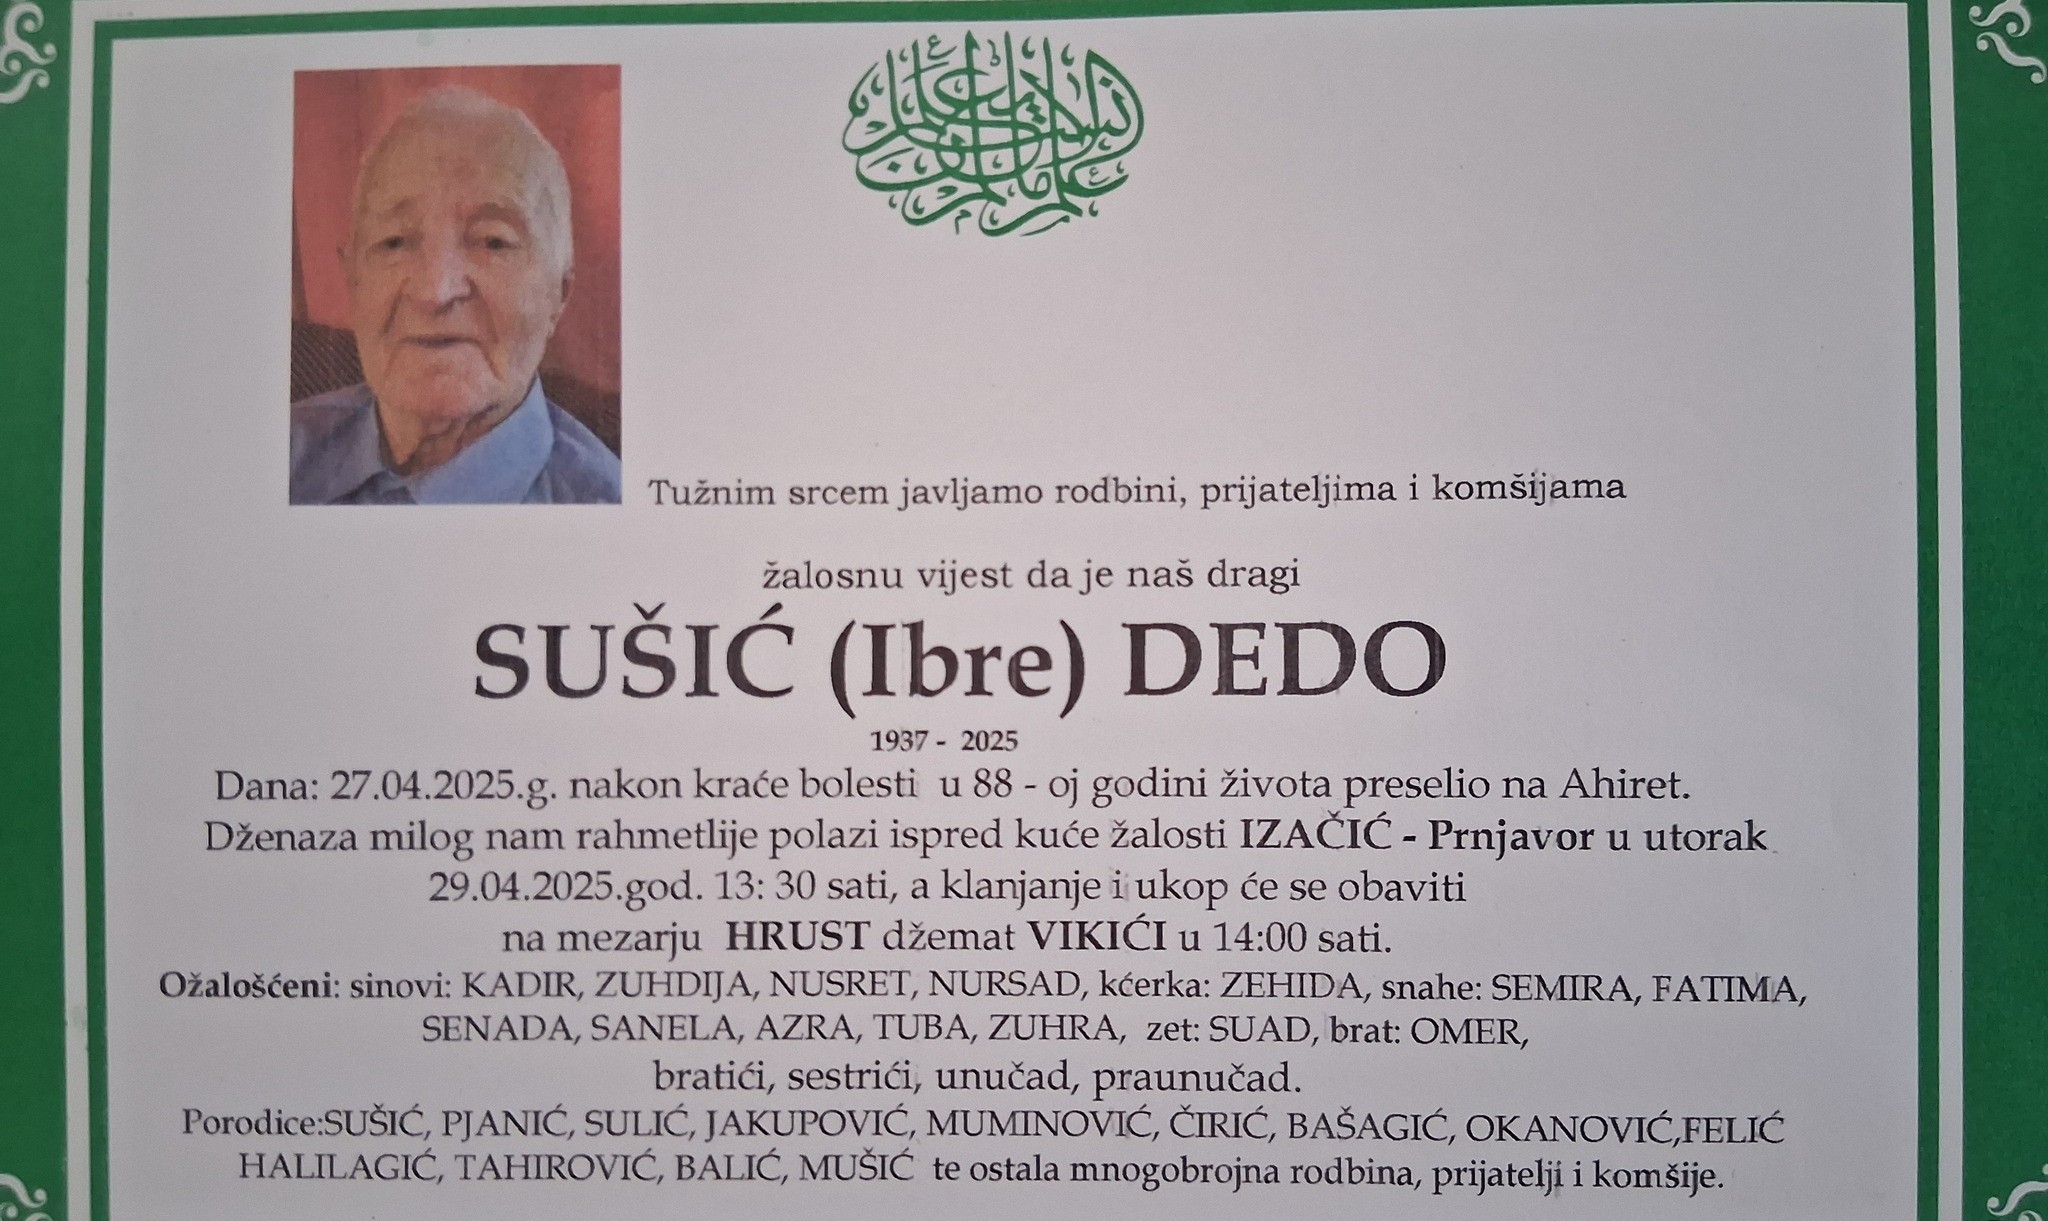 Tužnim srcem javljamo rodbini, prijateljima i komšijama
žalosnu vijest da je naš dragi
SUŠIĆ (Ibre) DEDO
1937 - 2025
Dana: 27.04.2025.g. nakon kraće bolesti u 88 - oj godini života preselio na Ahiret.
Dženaza milog nam rahmetlije polazi ispred kuće žalosti IZAČIĆ - Prnjavor u utorak
29.04.2025.god. 13: 30 sati, a klanjanje i ukop će se obaviti
na mezarju HRUST džemat VIKIĆI u 14:00 sati.
Ožalošćeni: sinovi: KADIR, ZUHDIJA, NUSRET, NURSAD, kćerka: ZEHIDA, snahe: SEMIRA, FATIMA,
SENADA, SANELA, AZRA, TUBA, ZUHRA, zet: SUAD, brat: OMER,
bratići, sestrići, unučad, praunučad.
Porodice:SUŠIĆ, PJANIĆ, SULIĆ, JAKUPOVIĆ, MUMINOVIĆ, ČIRIĆ, BAŠAGIĆ, OKANOVIĆ,FELIĆ
HALILAGIĆ, TAHIROVIĆ, BALIĆ, MUŠIĆ te ostala mnogobrojna rodbina, prijatelji i komšije.